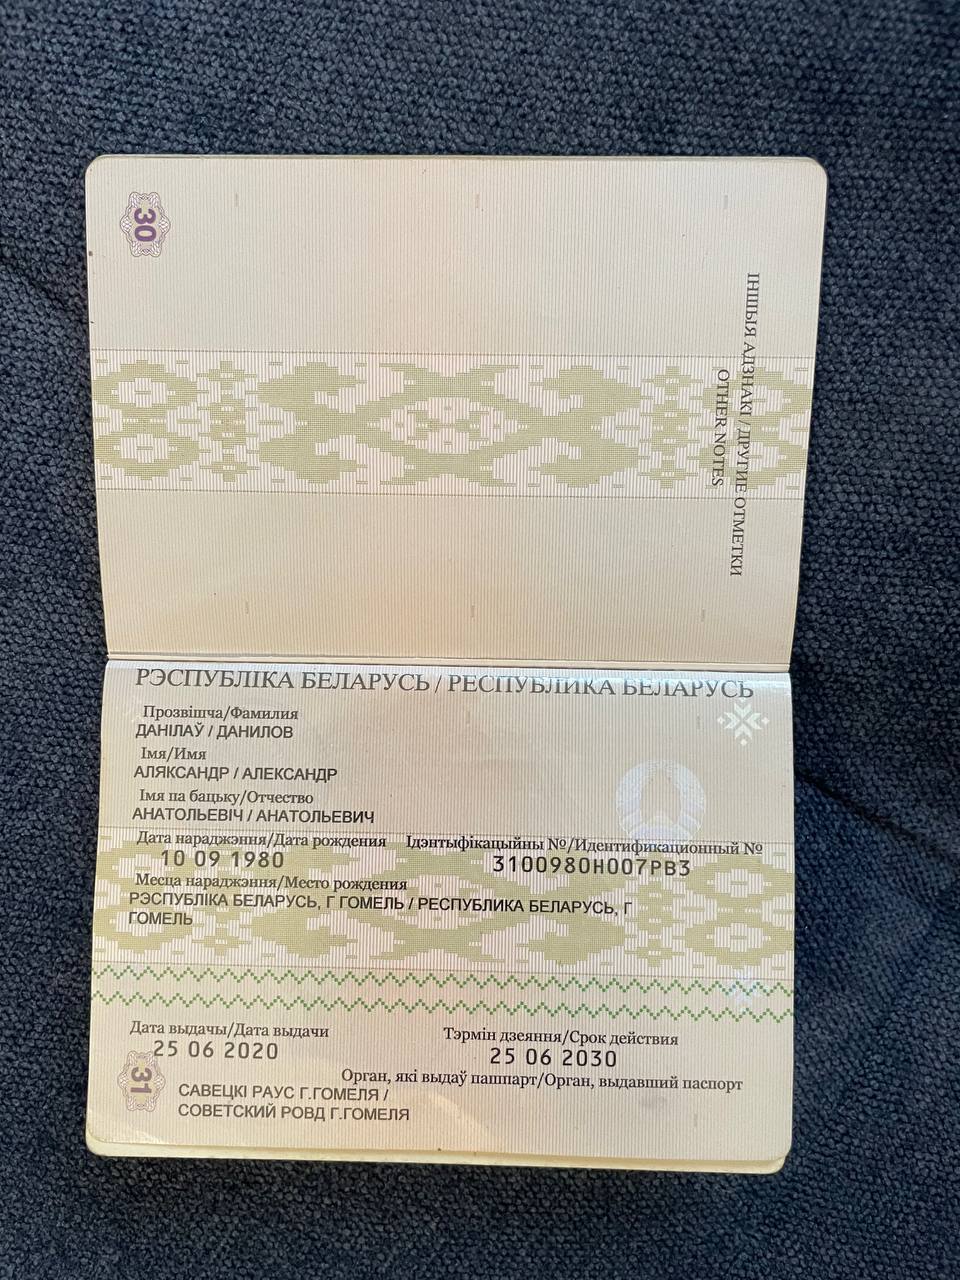 30
ІНШЫЯ АДЗНАКІ / ДРУГИЕ ОТМЕТКИ
OTHER NOTES
РЭСПУБЛІКА БЕЛАРУСЬ / РЕСПУБЛИКА БЕЛАРУСЬ
Прозвішча/Фамилия
ДАНІЛАЎ / ДАНИЛОВ
Імя/Имя
АЛЯКСАНДР / АЛЕКСАНДР
Імя па бацьку/Отчество
АНАТОЛЬЕВІЧ / АНАТОЛЬЕВИЧ
Дата нараджэння/Дата рождения Ідэнтыфікацыйны №/Идентификационный №
10 09 1980 3100980H007PB3
Месца нараджэння/Место рождения
РЭСПУБЛІКА БЕЛАРУСЬ, Г ГОМЕЛЬ / РЕСПУБЛИКА БЕЛАРУСЬ, Г
ГОМЕЛЬ
Дата выдачы/Дата выдачи Тэрмін дзеяння/Срок действия
25 06 2020 25 06 2030
Орган, які выдаў пашпарт/Орган, выдавший паспорт
САВЕЦКІ РАУС Г.ГОМЕЛЯ /
СОВЕТСКИЙ РОВД Г.ГОМЕЛЯ
31